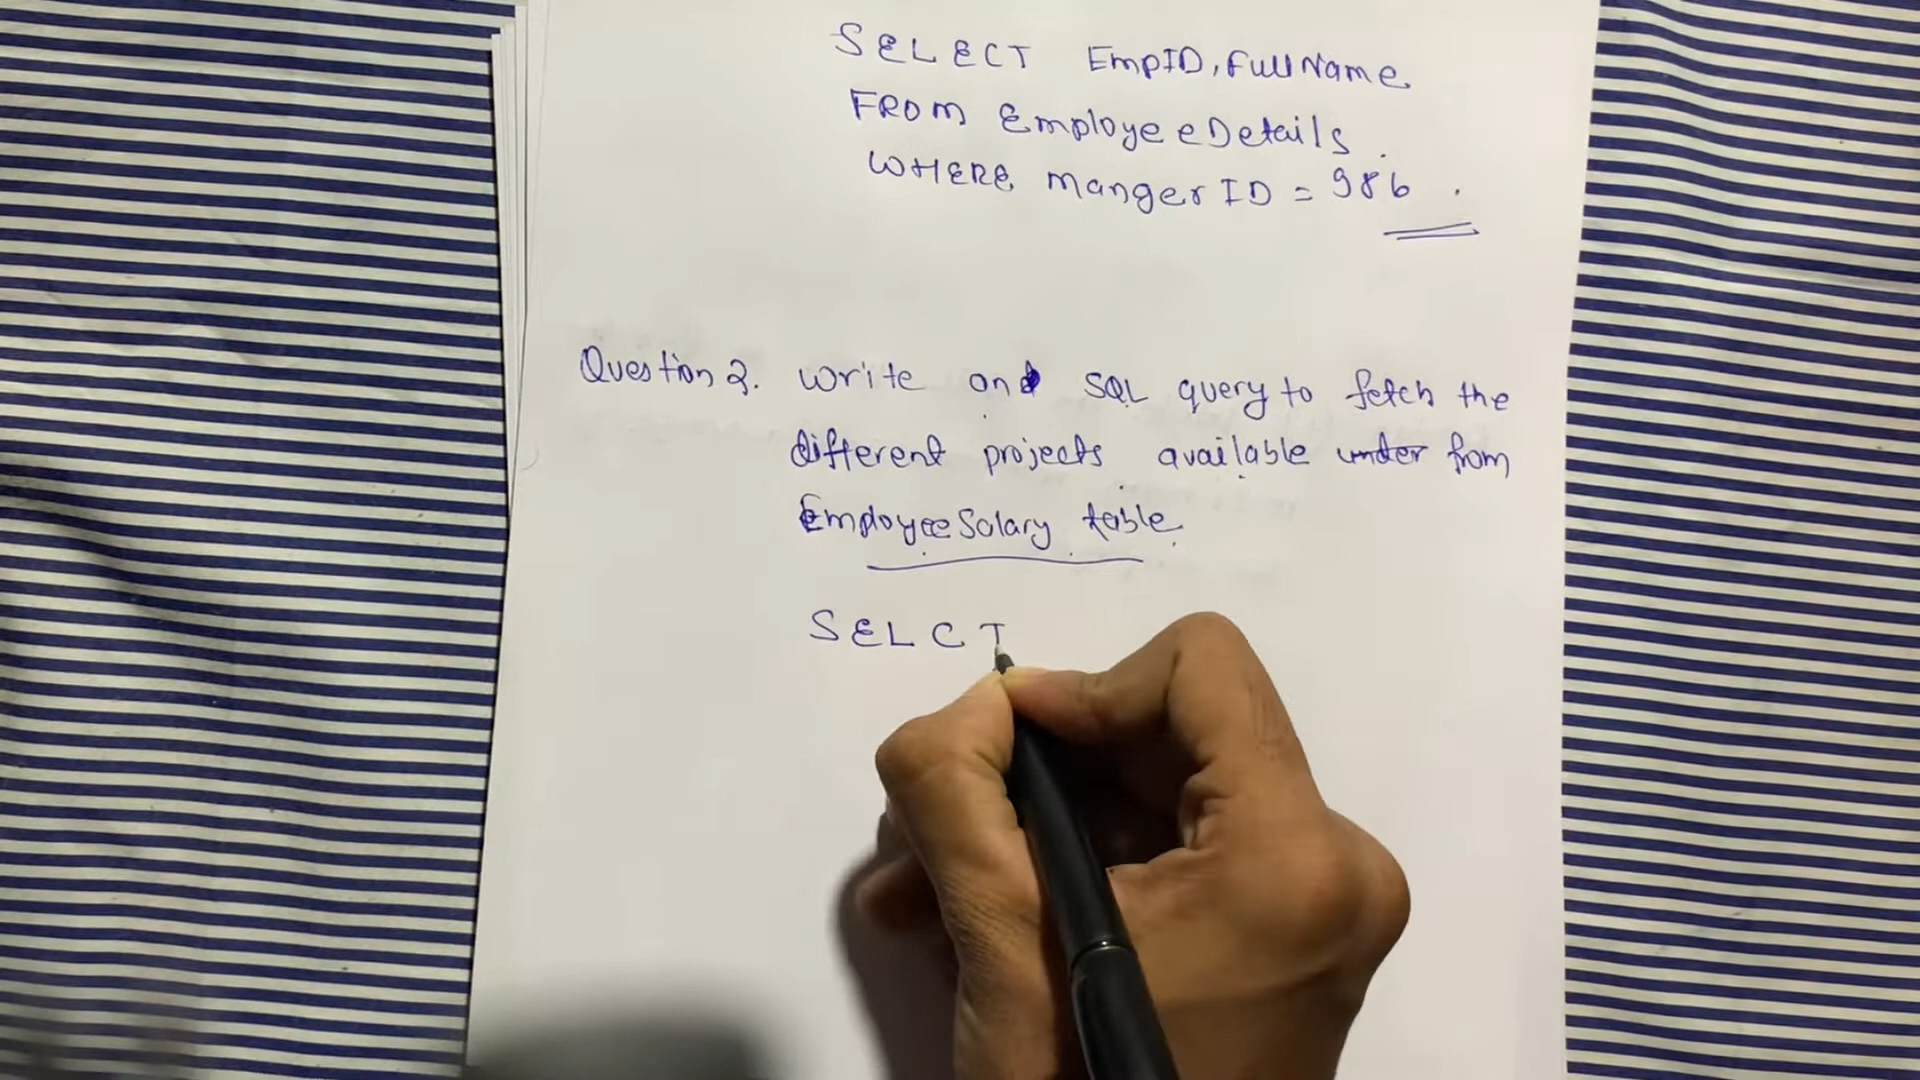 SELECT EmpID, FullName
FROM EmployeeDetails
WHERE MangerID = 986
Question 2. Write an SQL query to fetch the
different projects available under from
EmployeeSalary table
SELCT